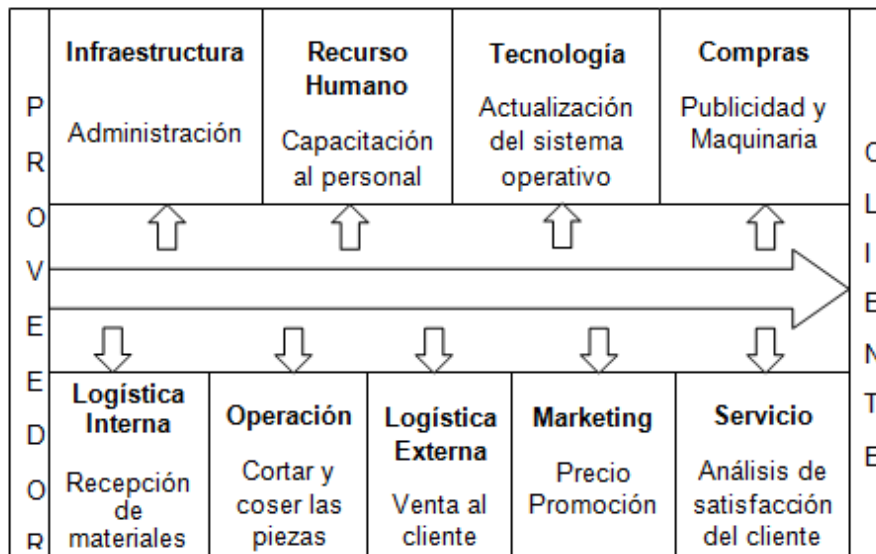 PROVEEDOR
Infraestructura
Administración
Recurso
Humano
Capacitación
al personal
Tecnología
Actualización
del sistema
operativo
Compras
Publicidad y
Maquinaria
Logística
Interna
Recepción
de
materiales
Operación
Cortar y
coser las
piezas
Logística
Externa
Venta al
cliente
Marketing
Precio
Promoción
Servicio
Análisis de
satisfacción
del cliente
CLIENTE